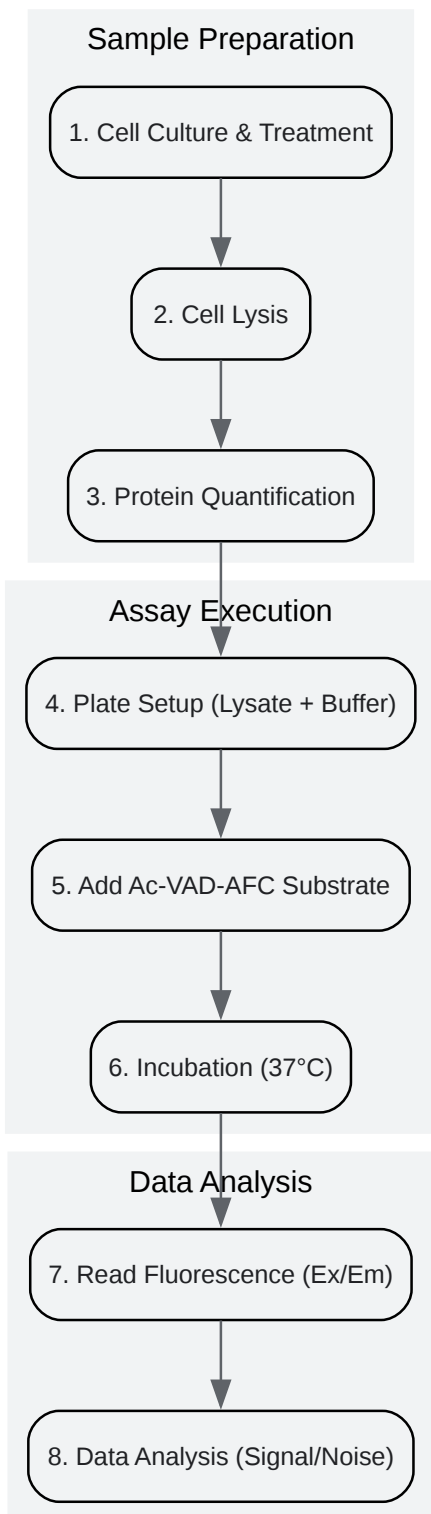 Sample Preparation
1. Cell Culture & Treatment
2. Cell Lysis
3. Protein Quantification
Assay Execution
4. Plate Setup (Lysate + Buffer)
5. Add Ac-VAD-AFC Substrate
6. Incubation (37°C)
Data Analysis
7. Read Fluorescence (Ex/Em)
8. Data Analysis (Signal/Noise)